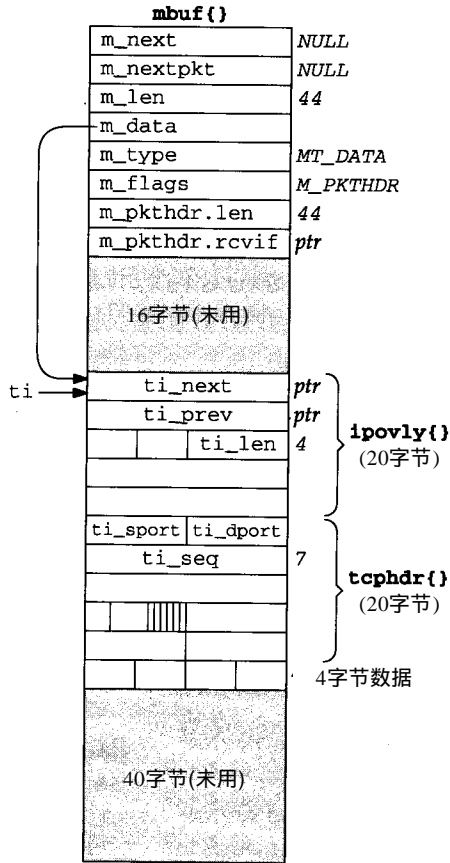 mbuf{}
m_next NULL
m_nextpkt NULL
m_len 44
m_data
m_type MT_DATA
m_flags M_PKTHDR
m_pkthdr.len 44
m_pkthdr.rcvif ptr
16字节(未用)
ti
ti_next ptr
ti_prev ptr
ti_len 4
ipovly{}
(20字节)
ti_sport ti_dport
ti_seq 7
tcphdr{}
(20字节)
4字节数据
40字节(未用)